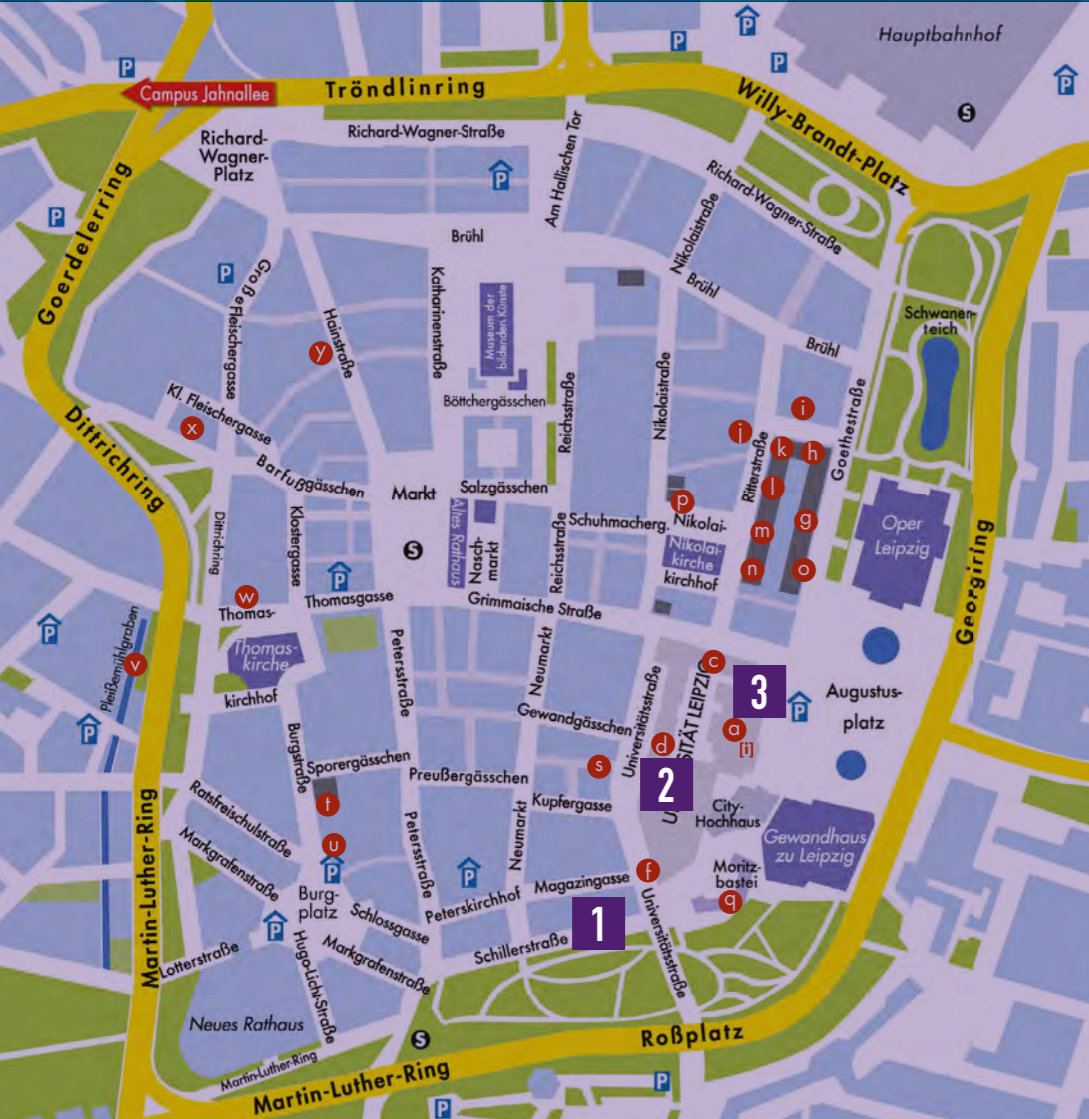 Hauptbahnhof
P
P
P
P
P
S
Campus Jahnallee
Tröndlinring
Willy-Brandt-Platz
Richard-Wagner-Straße
Richard-
Wagner-
Platz
P
Am Hallischen Tor
Richard-Wagner-Straße
Goerdelerring
P
Nikolaistraße
Brühl
P
Große Fleischergasse
Hainstraße
Katharinenstraße
Museum der
bildenden Künste
Brühl
Schwanen-
teich
Brühl
y
Nikolaistraße
Reichsstraße
Goethestraße
Kl. Fleischergasse
x
Böttchergässchen
i
j
k
h
Ritterstraße
Dittrichring
Barfußgässchen
Markt
Salzgässchen
l
p
g
m
n
o
Schuhmacherg.
Nikolai-
Nikolai-
kirche
kirchhof
Oper
Leipzig
Altes Rathaus
Nasch-
markt
Reichsstraße
S
Dittrichring
Klostergasse
P
Thomasgasse
w
Thomas-
Thomas-
kirche
kirchhof
Grimmaische Straße
Georgiring
P
v
Pleißemühlgraben
P
Petersstraße
Neumarkt
Universitätsstraße
c
3
P
Augustus-
platz
Gewandgässchen
UNIVERSITÄT LEIPZIG
a
[i]
d
s
2
Burgstraße
Sporergässchen
Preußergässchen
Kupfergasse
City-
Hochhaus
t
Ratsfreischulstraße
Gewandhaus
zu Leipzig
u
P
Petersstraße
Neumarkt
P
Markgrafenstraße
Moritz-
bastei
f
q
Magazingasse
Peterskirchhof
Burg-
platz
P
Schlossgasse
1
Schillerstraße
Universitätsstraße
Martin-Luther-Ring
Lotterstraße
Hugo-Licht-Straße
Markgrafenstraße
Neues Rathaus
S
Roßplatz
Martin-Luther-Ring
Martin-Luther-Ring
P
P